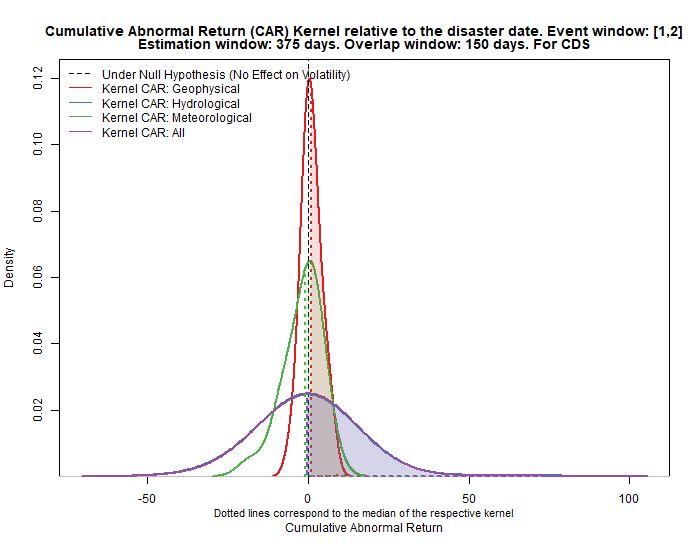 Cumulative Abnormal Return (CAR) Kernel relative to the disaster date. Event window: [1,2]
Estimation window: 375 days. Overlap window: 150 days. For CDS
Under Null Hypothesis (No Effect on Volatility)
Kernel CAR: Geophysical
Kernel CAR: Hydrological
Kernel CAR: Meteorological
Kernel CAR: All
0.12
0.10
0.08
0.06
0.04
0.02
Density
-50 0 50 100
Dotted lines correspond to the median of the respective kernel
Cumulative Abnormal Return